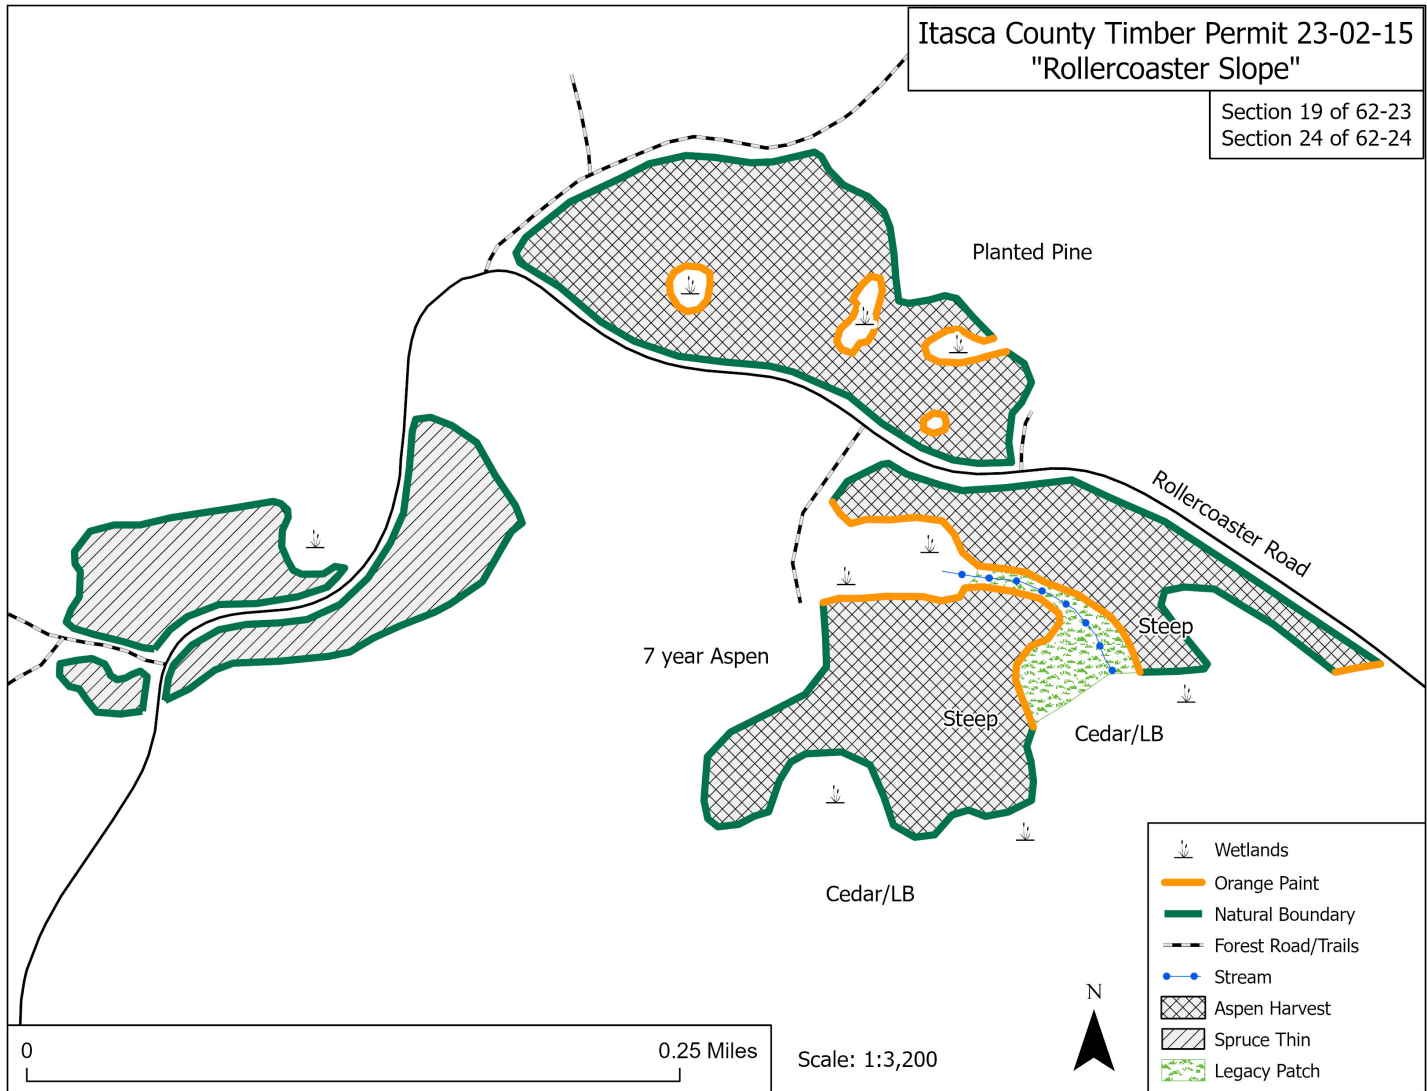 Itasca County Timber Permit 23-02-15
"Rollercoaster Slope"
Section 19 of 62-23
Section 24 of 62-24
Planted Pine
Rollercoaster Road
Steep
7 year Aspen
Steep
Cedar/LB
Cedar/LB
Wetlands
Orange Paint
Natural Boundary
Forest Road/Trails
Stream
Aspen Harvest
Spruce Thin
Legacy Patch
N
0
0.25 Miles
Scale: 1:3,200